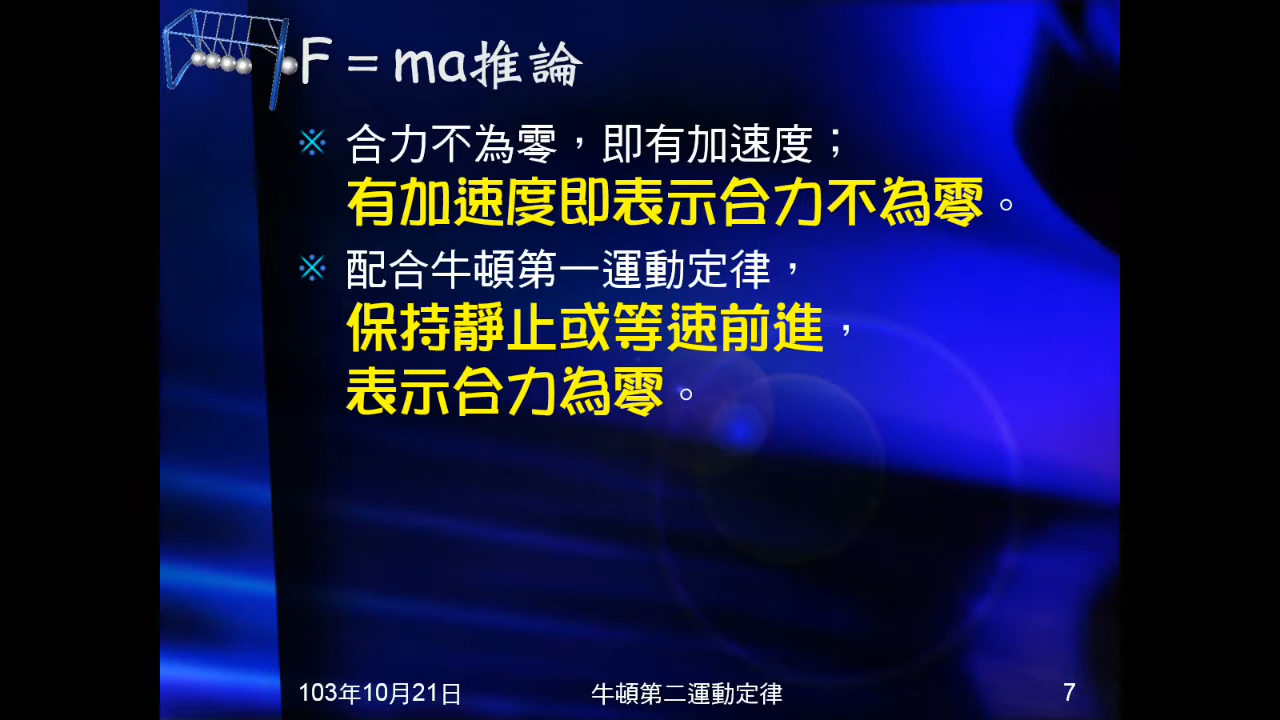 F=ma推論
※ 合力不為零，即有加速度；
有加速度即表示合力不為零。
※ 配合牛頓第一運動定律，
保持靜止或等速前進，
表示合力為零。
103年10月21日
牛頓第二運動定律
7